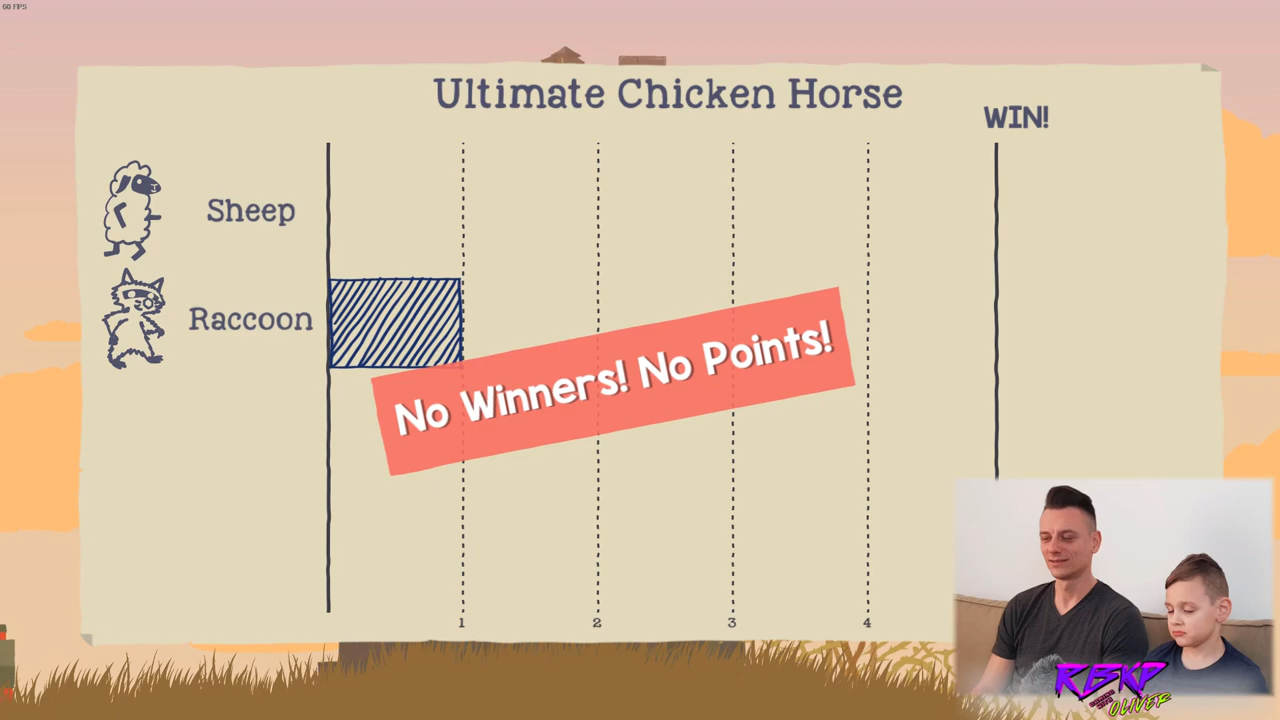 60 FPS
Ultimate Chicken Horse
WIN!
Sheep
Raccoon
No Winners! No Points!
1 2 3 4
RBKP
OLIVER